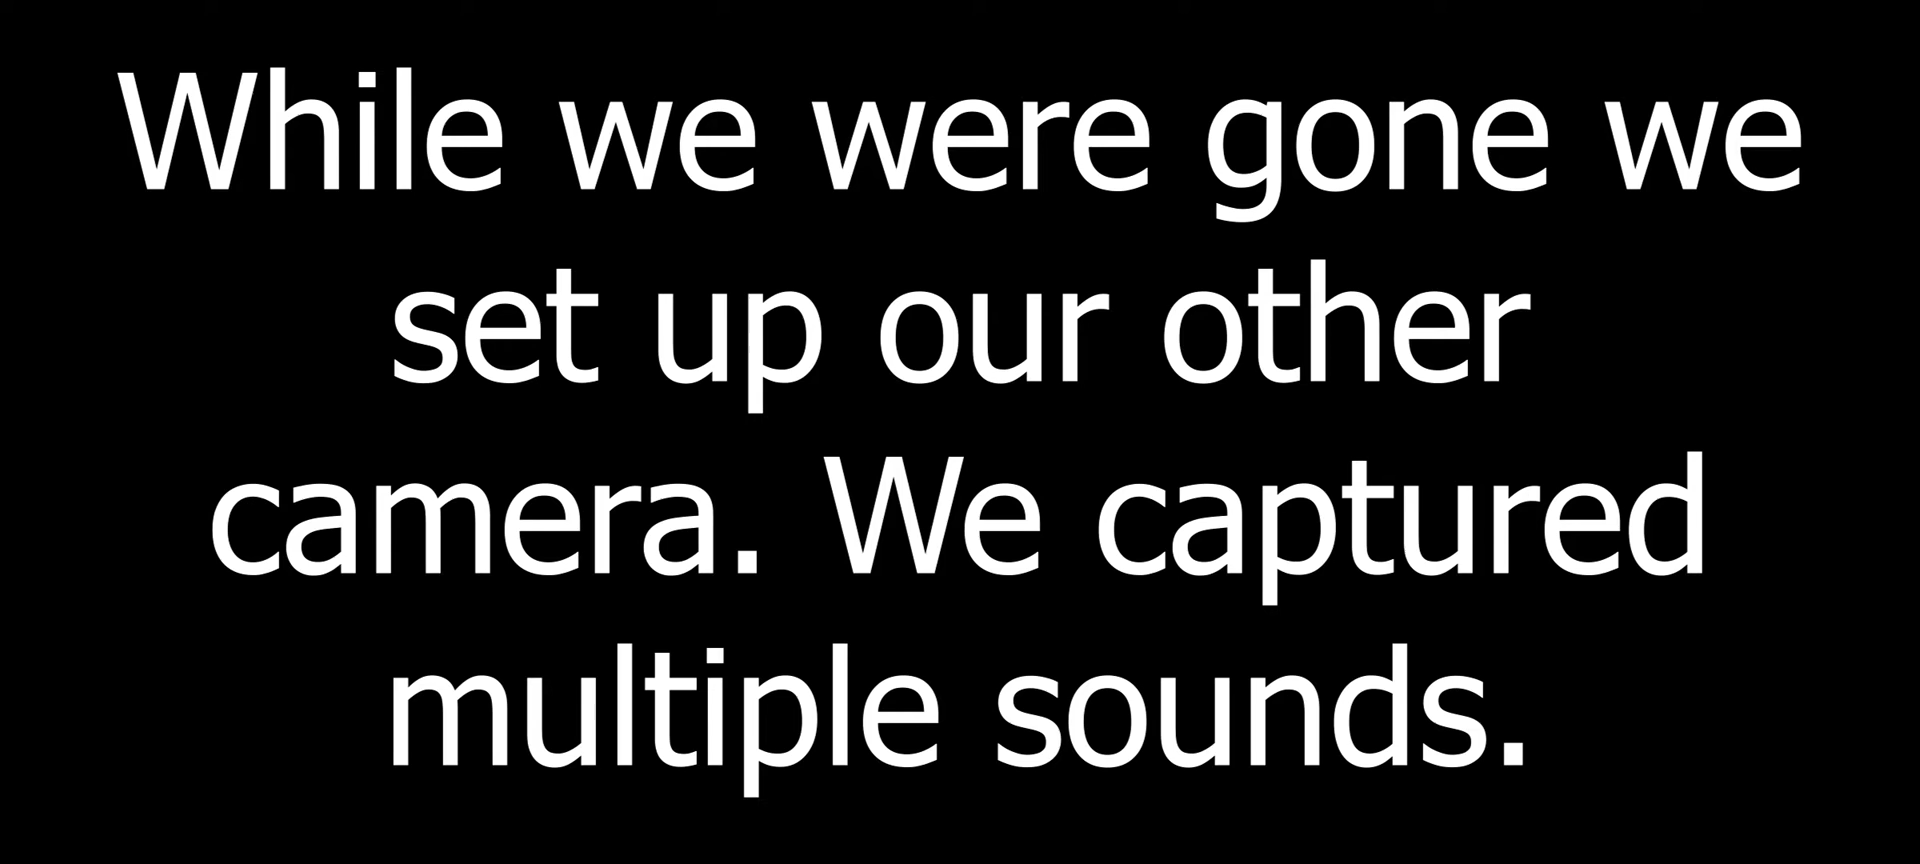 While we were gone we
set up our other
camera. We captured
multiple sounds.